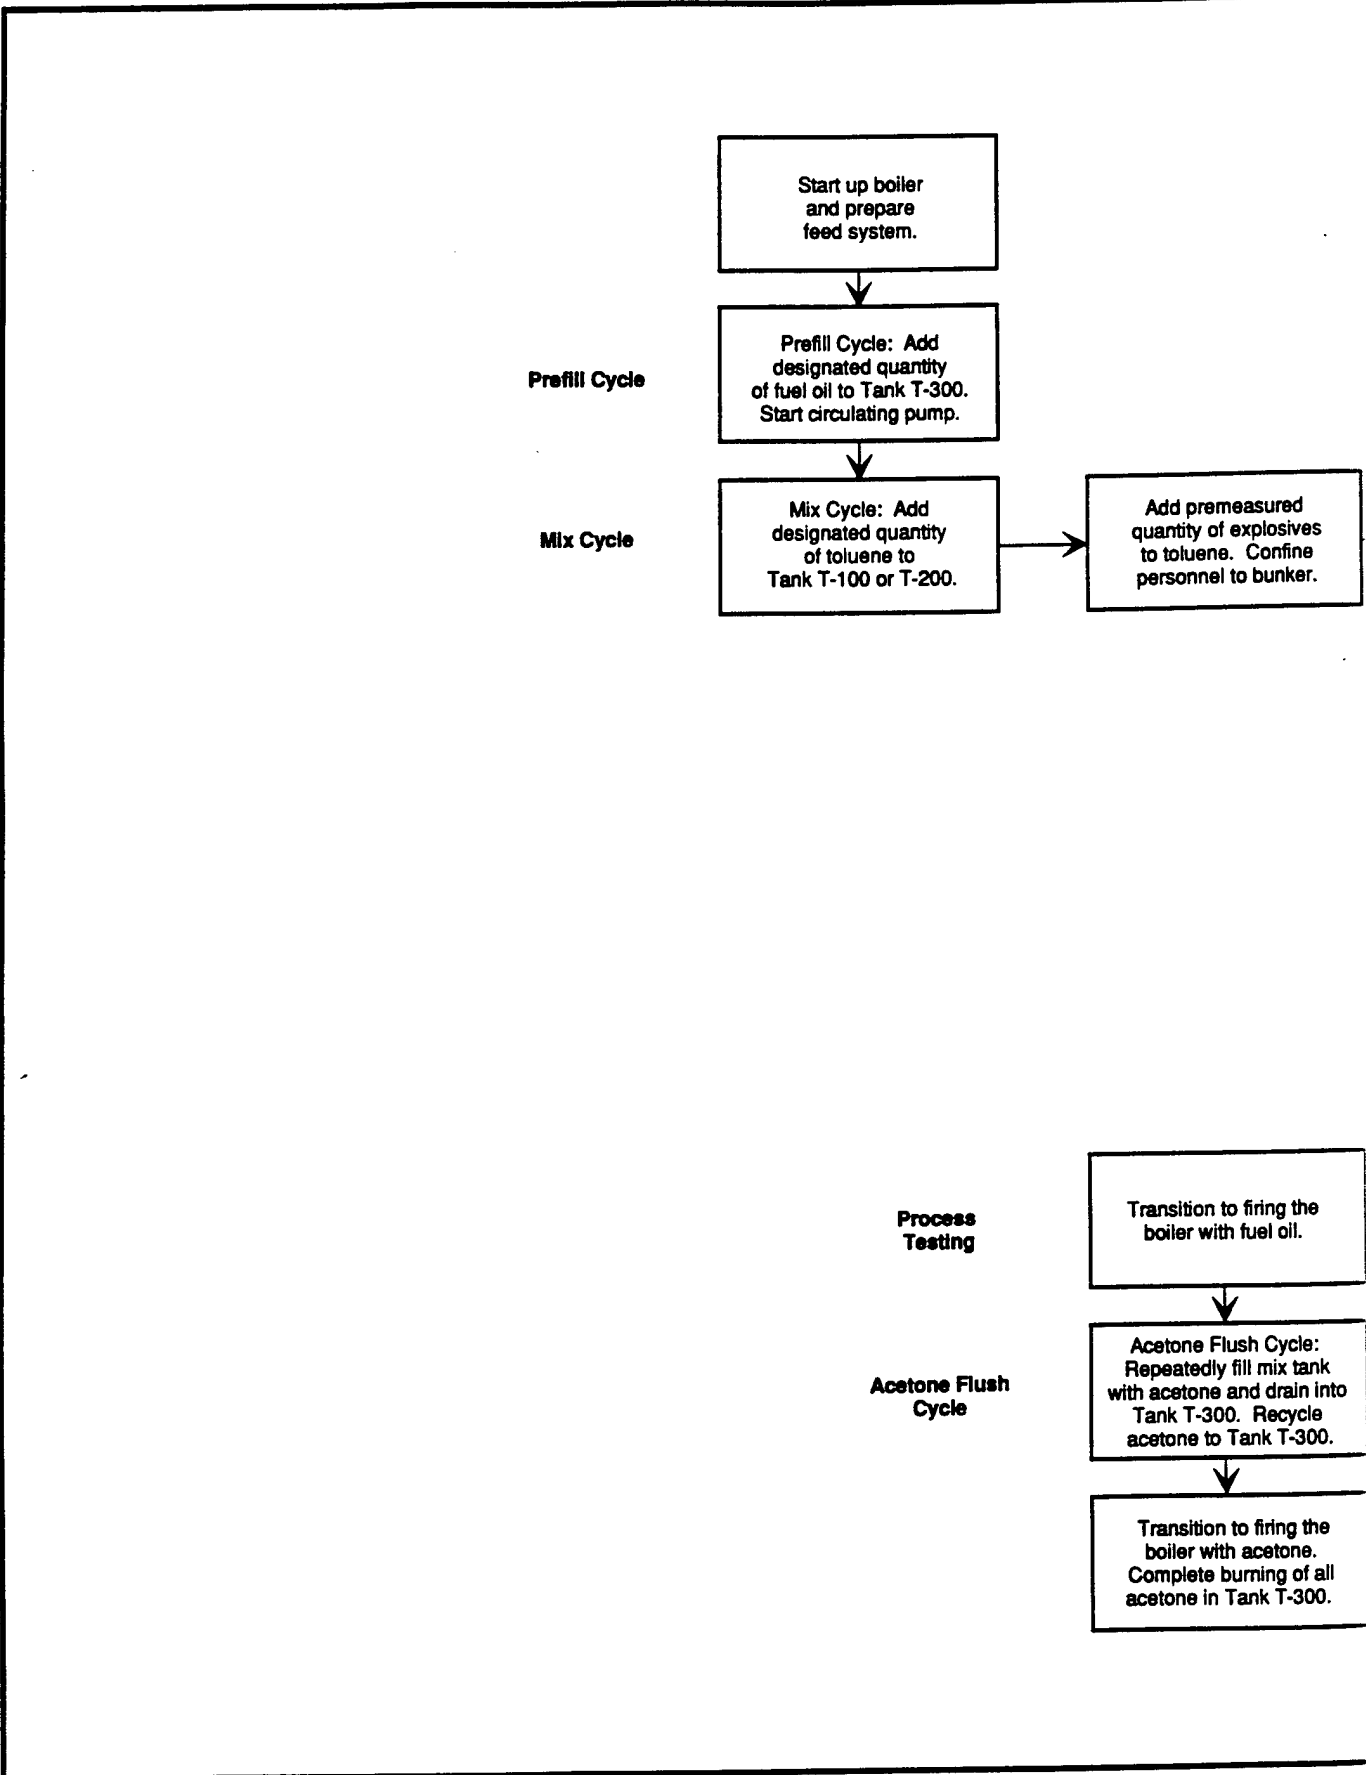 Start up boiler
and prepare
feed system.
Prefill Cycle
Prefill Cycle: Add
designated quantity
of fuel oil to Tank T-300.
Start circulating pump.
Mix Cycle
Mix Cycle: Add
designated quantity
of toluene to
Tank T-100 or T-200.
Add premeasured
quantity of explosives
to toluene. Confine
personnel to bunker.
Process
Testing
Transition to firing the
boiler with fuel oil.
Acetone Flush
Cycle
Acetone Flush Cycle:
Repeatedly fill mix tank
with acetone and drain into
Tank T-300. Recycle
acetone to Tank T-300.
Transition to firing the
boiler with acetone.
Complete burning of all
acetone in Tank T-300.